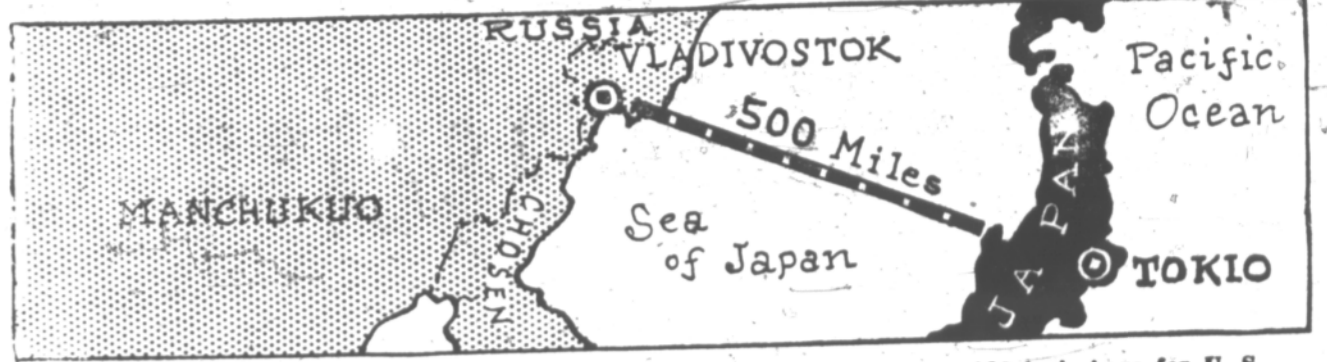 RUSSIA
VLADIVOSTOK
Pacific
Ocean
500 Miles
MANCHUKUO
CHOSEN
Sea
of Japan
JAPAN
TOKIO